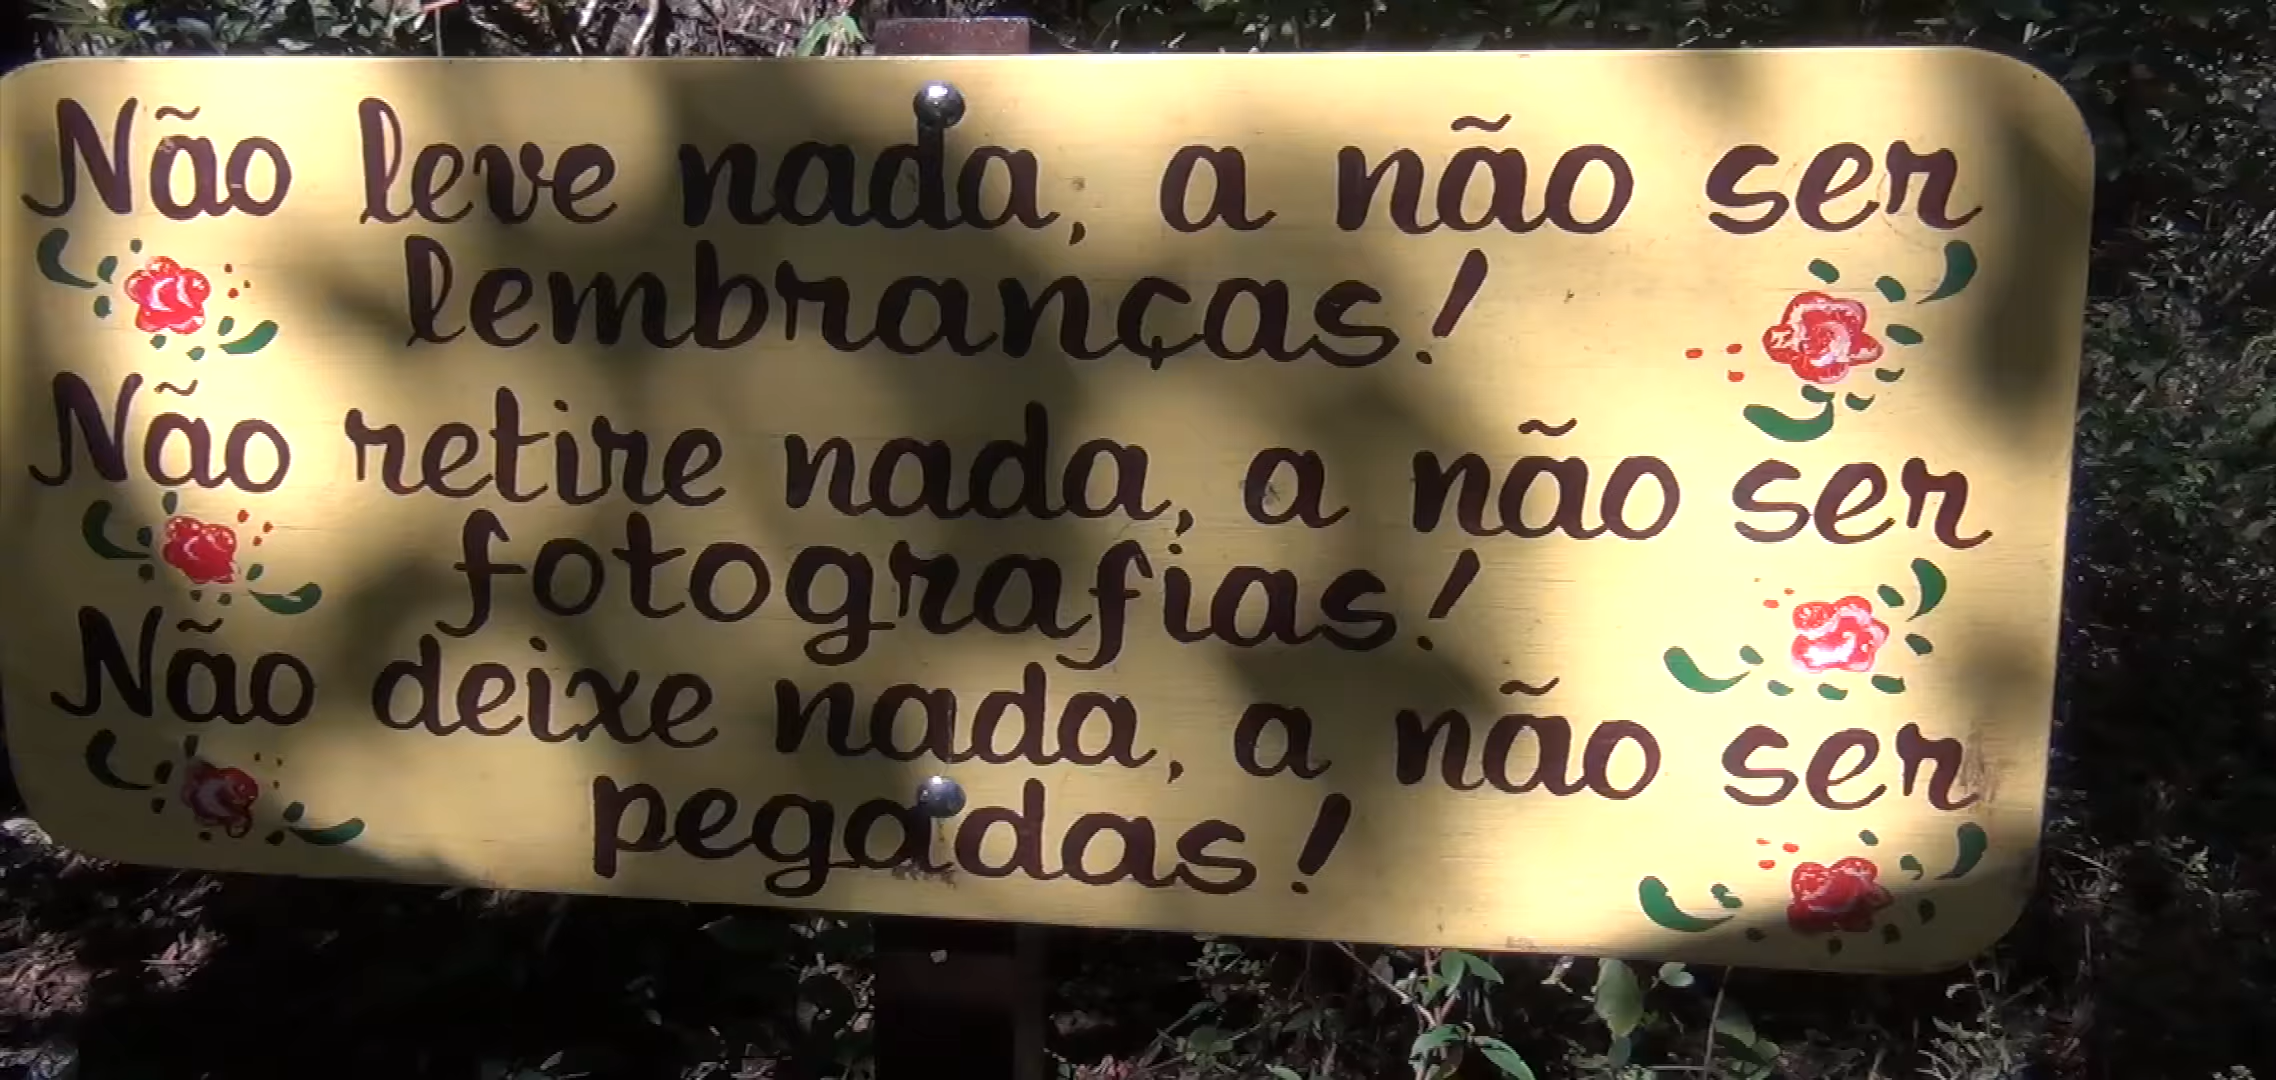 Não leve nada, a não ser
lembranças!
Não retire nada, a não ser
fotografias!
Não deixe nada, a não ser
pegadas!